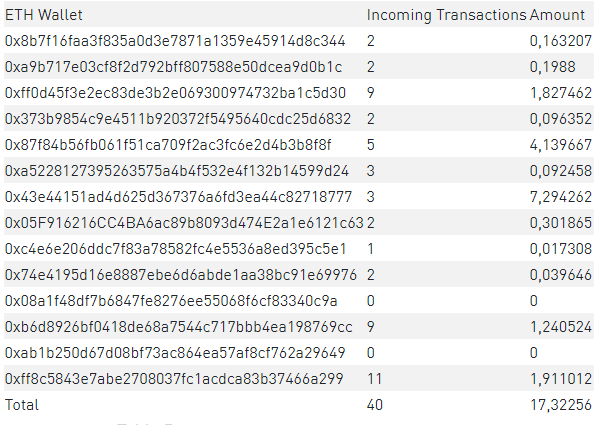 ETH Wallet Incoming Transactions Amount
0x8b7f16faa3f835a0d3e7871a1359e45914d8c344 2 0,163207
0xa9b717e03cf8f2d792bff807588e50dcea9d0b1c 2 0,1988
0xff0d45f3e2ec83de3b2e069300974732ba1c5d30 9 1,827462
0x373b9854c9e4511b920372f5495640cdc25d6832 2 0,096352
0x87f84b56fb061f51ca709f2ac3fc6e2d4b3b8f8f 5 4,139667
0xa5228127395263575a4b4f532e4f132b14599d24 3 0,092458
0x43e44151ad4d625d367376a6fd3ea44c82718777 3 7,294262
0x05F916216CC4BA6ac89b8093d474E2a1e6121c63 2 0,301865
0xc4e6e206ddc7f83a78582fc4e5536a8ed395c5e1 1 0,017308
0x74e4195d16e8887ebe6d6abde1aa38bc91e69976 2 0,039646
0x08a1f48df7b6847fe8276ee55068f6cf83340c9a 0 0
0xb6d8926bf0418de68a7544c717bbb4ea198769cc 9 1,240524
0xab1b250d67d08bf73ac864ea57af8cf762a29649 0 0
0xff8c5843e7abe2708037fc1acdca83b37466a299 11 1,911012
Total 40 17,32256